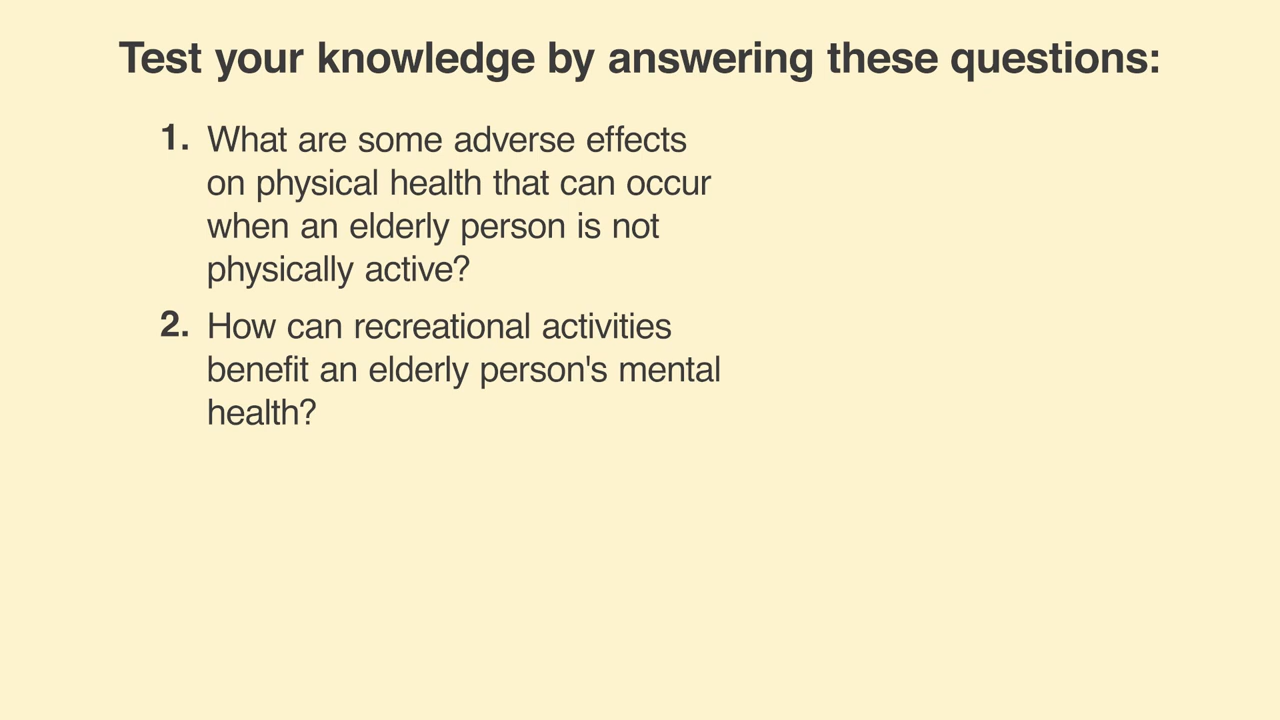 Test your knowledge by answering these questions:
1. What are some adverse effects
on physical health that can occur
when an elderly person is not
physically active?
2. How can recreational activities
benefit an elderly person's mental
health?